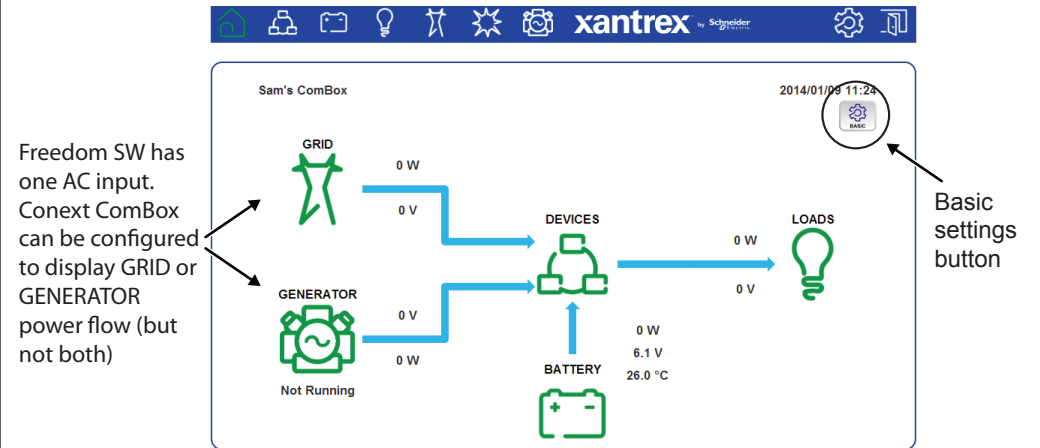 xantrex by Schneider Electric
Sam's ComBox
2014/01/09 11:24
BASIC
Freedom SW has
one AC input.
Conext ComBox
can be configured
to display GRID or
GENERATOR
power flow (but
not both)
GRID
0 W
0 V
GENERATOR
0 V
0 W
Not Running
DEVICES
0 W
0 V
LOADS
BATTERY
0 W
6.1 V
26.0 °C
+ -
Basic
settings
button